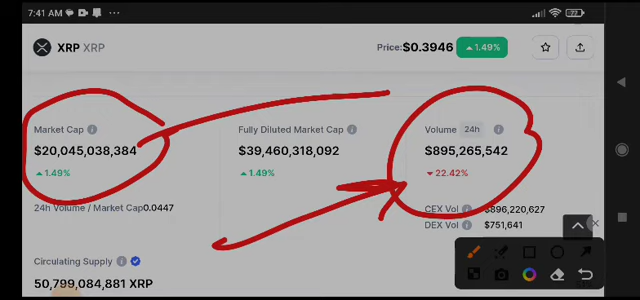 7:41 AM
77
XRP XRP
Price:$0.3946 1.49%
Market Cap
$20,045,038,384
1.49%
Fully Diluted Market Cap
$39,460,318,092
1.49%
Volume 24h
$895,265,542
22.42%
24h Volume / Market Cap0.0447
CEX Vol $896,220,627
DEX Vol $751,641
Circulating Supply
50,799,084,881 XRP